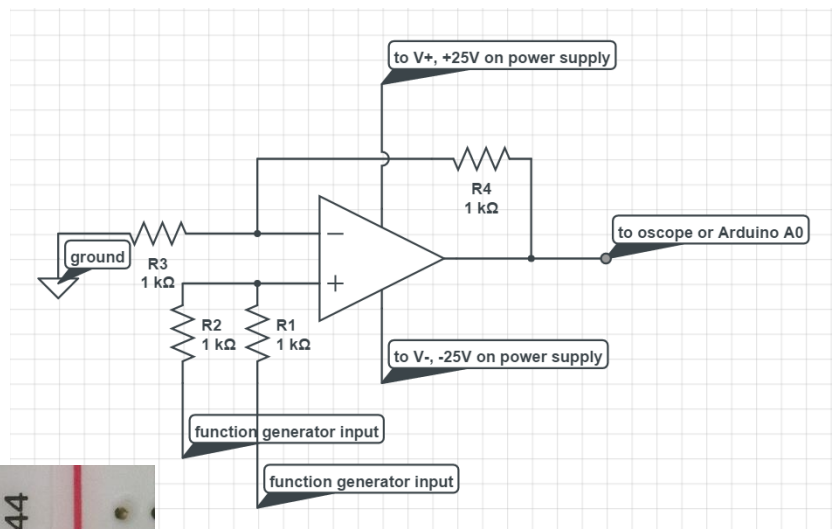 to V+, +25V on power supply
R4
1 kΩ
to oscope or Arduino A0
ground
R3
1 kΩ
−
+
R2
1 kΩ
R1
1 kΩ
to V-, -25V on power supply
function generator input
function generator input
44